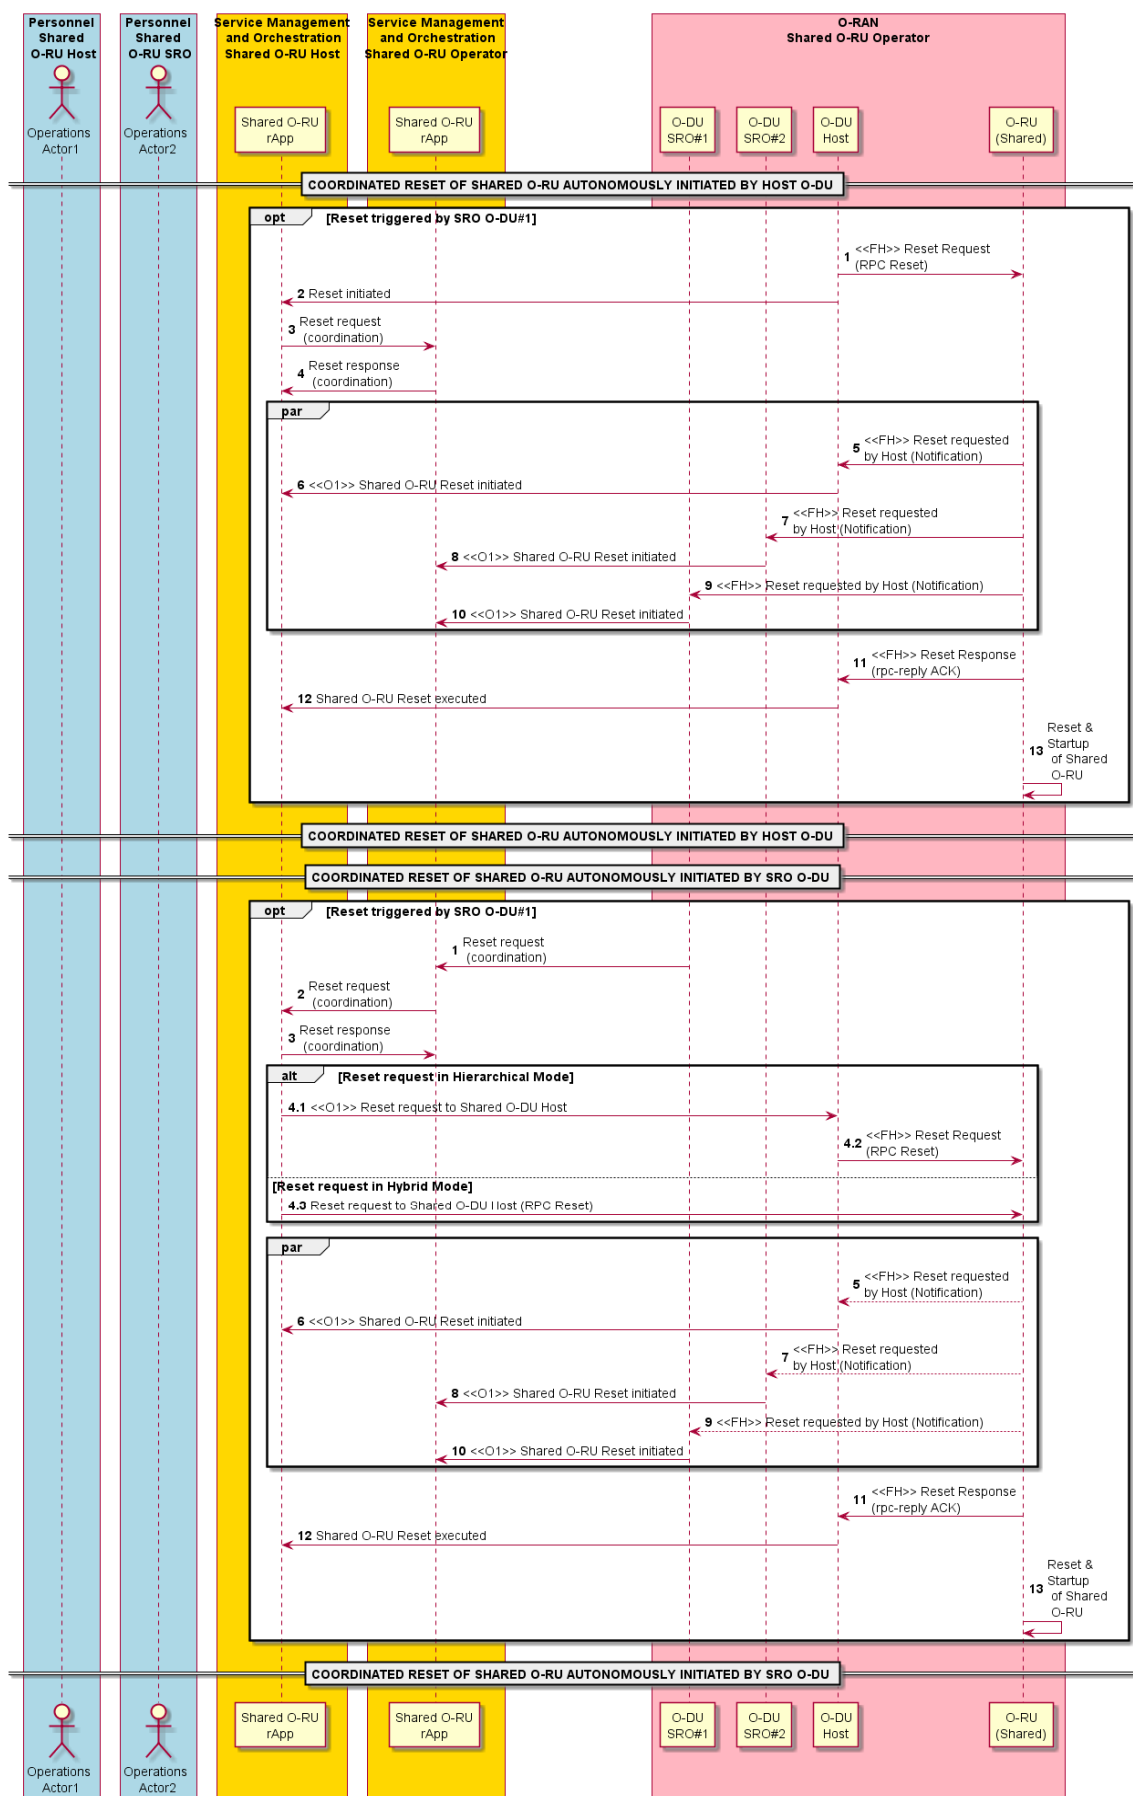 Personnel
Shared
O-RU Host
Personnel
Shared
O-RU SRO
Service Management
and Orchestration
Shared O-RU Host
Service Management
and Orchestration
Shared O-RU Operator
O-RAN
Shared O-RU Operator
Operations
Actor1
Operations
Actor2
Shared O-RU
rApp
Shared O-RU
rApp
O-DU
SRO#1
O-DU
SRO#2
O-DU
Host
O-RU
(Shared)
COORDINATED RESET OF SHARED O-RU AUTONOMOUSLY INITIATED BY HOST O-DU
opt [Reset triggered by SRO O-DU#1]
1 <<FH>> Reset Request
(RPC Reset)
2 Reset initiated
3 Reset request
(coordination)
4 Reset response
(coordination)
par
5 <<FH>> Reset requested
by Host (Notification)
6 <<O1>> Shared O-RU Reset initiated
7 <<FH>> Reset requested
by Host (Notification)
8 <<O1>> Shared O-RU Reset initiated
9 <<FH>> Reset requested by Host (Notification)
10 <<O1>> Shared O-RU Reset initiated
11 <<FH>> Reset Response
(rpc-reply ACK)
12 Shared O-RU Reset executed
13 Reset &
Startup
of Shared
O-RU
COORDINATED RESET OF SHARED O-RU AUTONOMOUSLY INITIATED BY HOST O-DU
COORDINATED RESET OF SHARED O-RU AUTONOMOUSLY INITIATED BY SRO O-DU
opt [Reset triggered by SRO O-DU#1]
1 Reset request
(coordination)
2 Reset request
(coordination)
3 Reset response
(coordination)
alt [Reset request in Hierarchical Mode]
4.1 <<O1>> Reset request to Shared O-DU Host
4.2 <<FH>> Reset Request
(RPC Reset)
[Reset request in Hybrid Mode]
4.3 Reset request to Shared O-DU Host (RPC Reset)
par
5 <<FH>> Reset requested
by Host (Notification)
6 <<O1>> Shared O-RU Reset initiated
7 <<FH>> Reset requested
by Host (Notification)
8 <<O1>> Shared O-RU Reset initiated
9 <<FH>> Reset requested by Host (Notification)
10 <<O1>> Shared O-RU Reset initiated
11 <<FH>> Reset Response
(rpc-reply ACK)
12 Shared O-RU Reset executed
13 Reset &
Startup
of Shared
O-RU
COORDINATED RESET OF SHARED O-RU AUTONOMOUSLY INITIATED BY SRO O-DU
Operations
Actor1
Operations
Actor2
Shared O-RU
rApp
Shared O-RU
rApp
O-DU
SRO#1
O-DU
SRO#2
O-DU
Host
O-RU
(Shared)